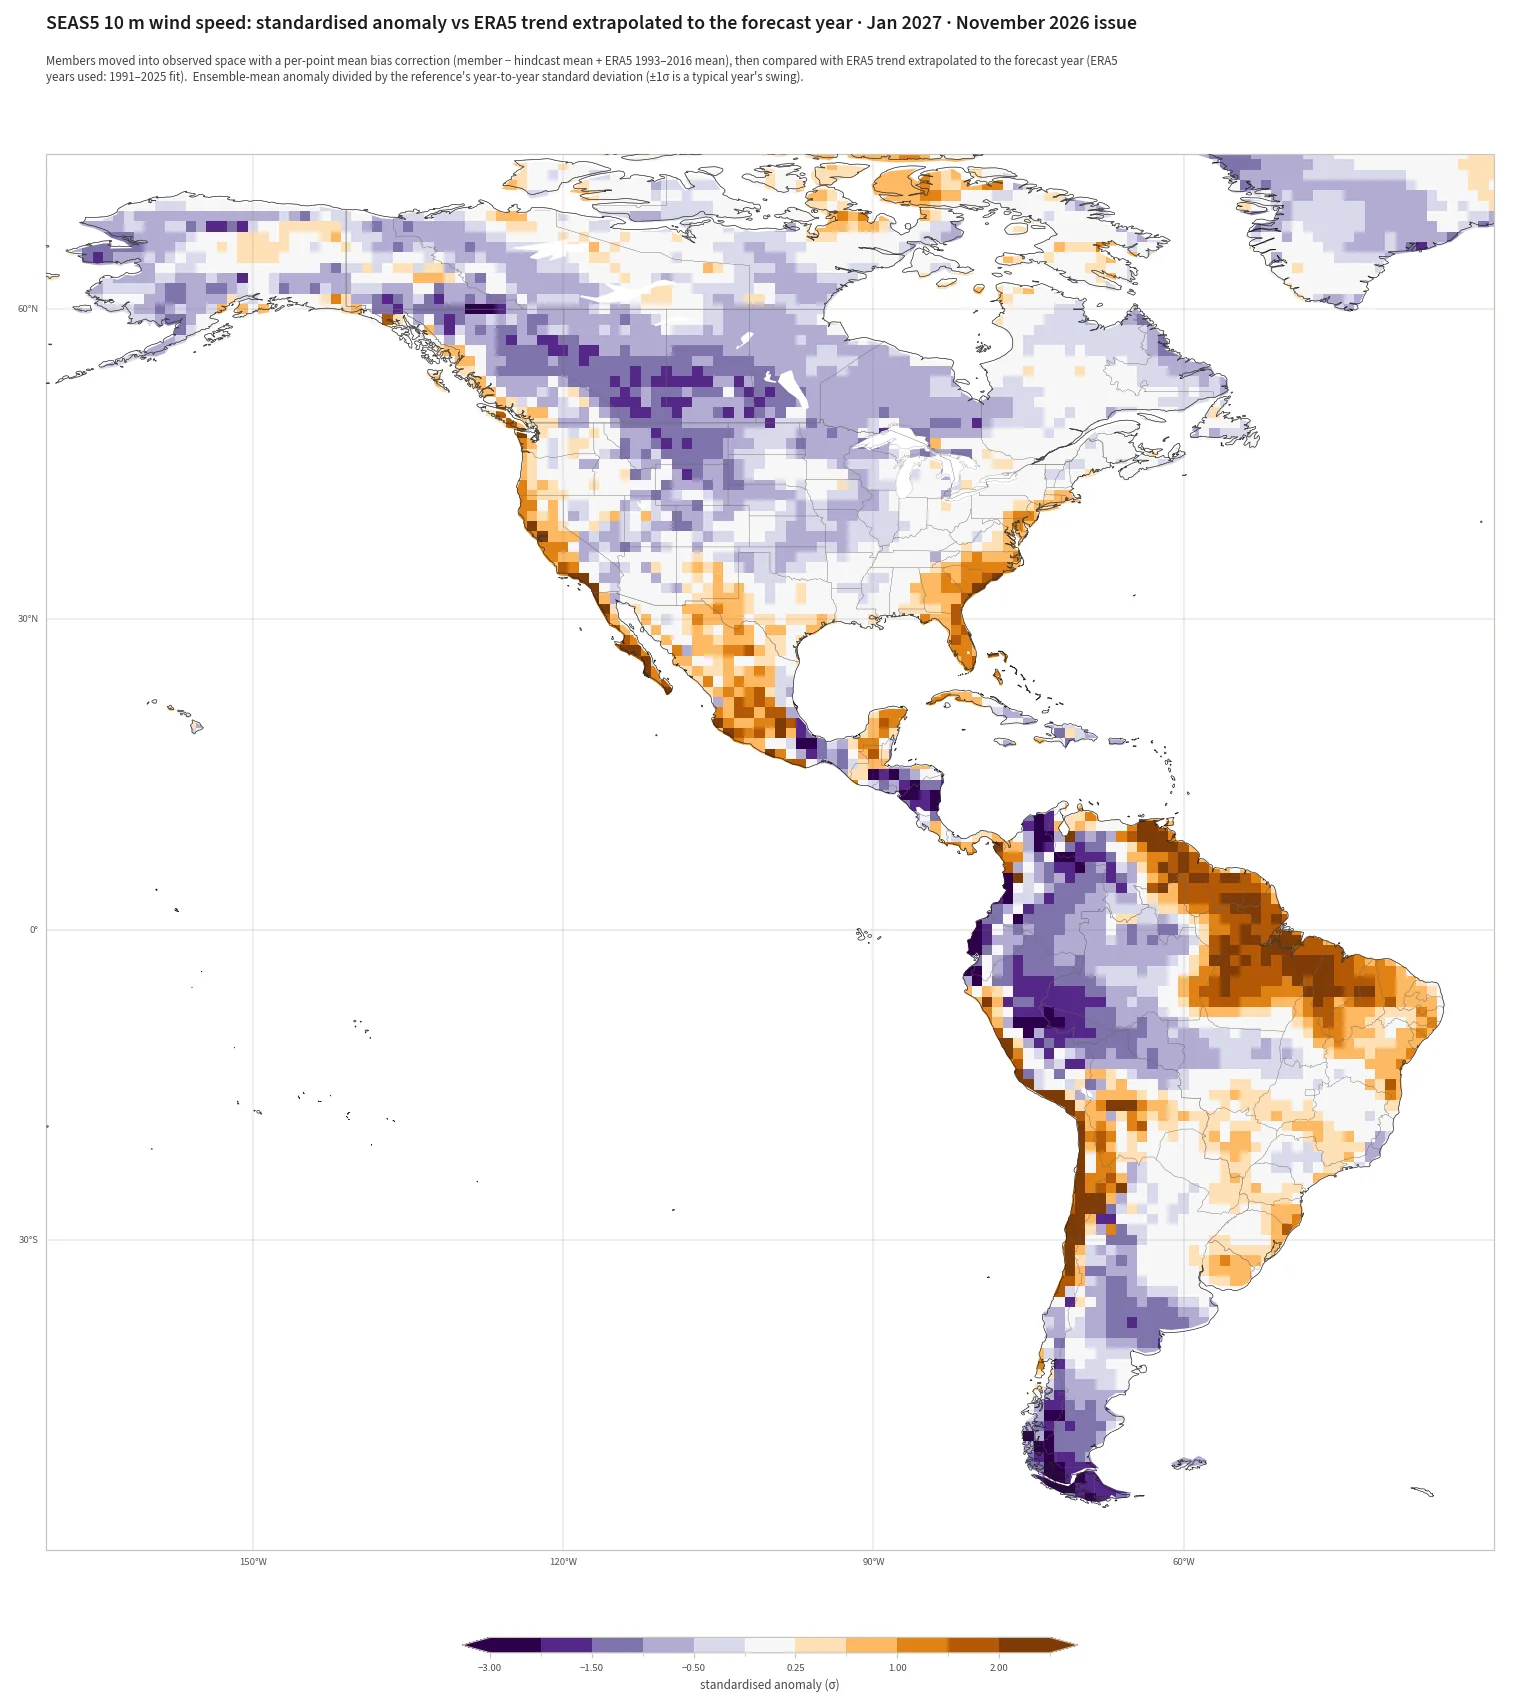 SEAS5 10 m wind speed: standardised anomaly vs ERA5 trend extrapolated to the forecast year · Jan 2027 · November 2026 issue
Members moved into observed space with a per-point mean bias correction (member − hindcast mean + ERA5 1993–2016 mean), then compared with ERA5 trend extrapolated to the forecast year (ERA5
years used: 1991–2025 fit).  Ensemble-mean anomaly divided by the reference's year-to-year standard deviation (±1σ is a typical year's swing).
60°N
30°N
0°
30°S
150°W 120°W 90°W 60°W
−3.00 −1.50 −0.50 0.25 1.00 2.00
standardised anomaly (σ)